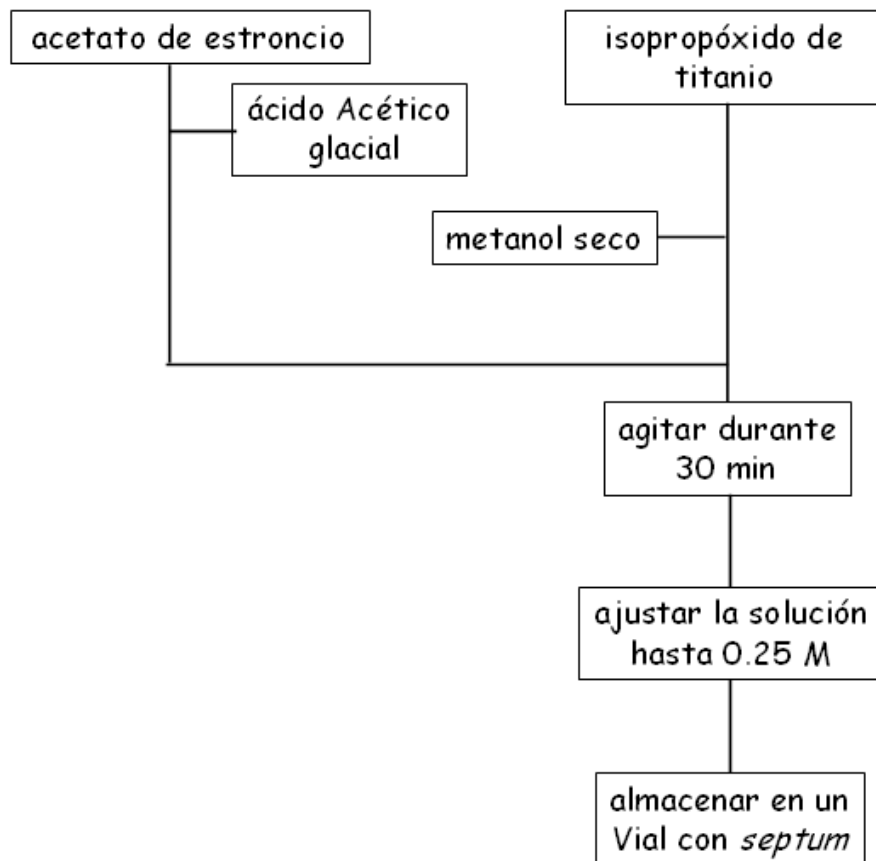 acetato de estroncio
isopropóxido de
titanio
ácido Acético
glacial
metanol seco
agitar durante
30 min
ajustar la solución
hasta 0.25 M
almacenar en un
Vial con septum